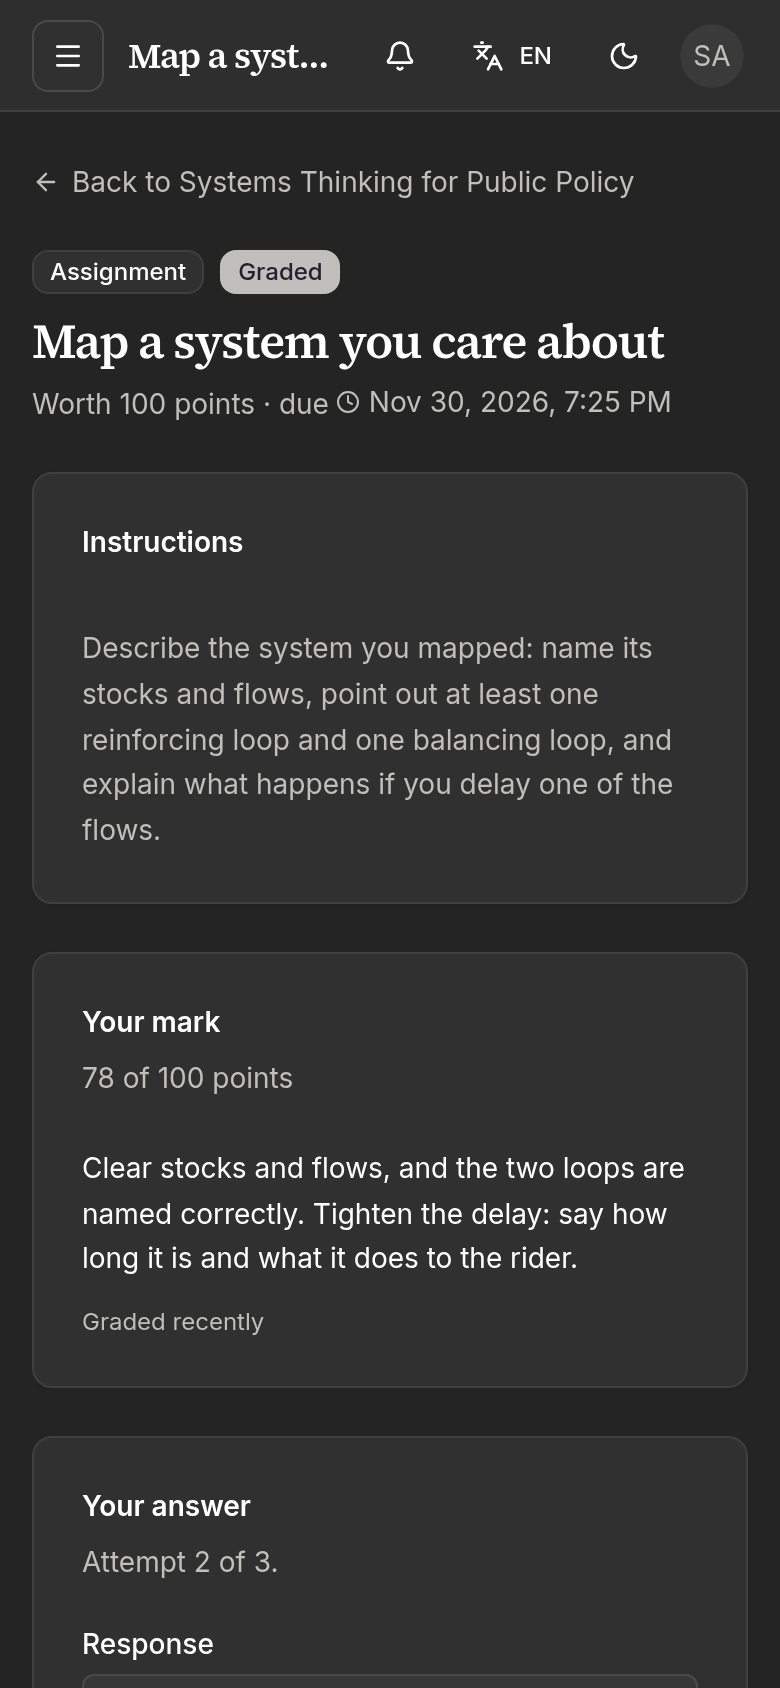 Map a syst...
EN
SA
Back to Systems Thinking for Public Policy
Assignment
Graded
Map a system you care about
Worth 100 points · due Nov 30, 2026, 7:25 PM
Instructions
Describe the system you mapped: name its
stocks and flows, point out at least one
reinforcing loop and one balancing loop, and
explain what happens if you delay one of the
flows.
Your mark
78 of 100 points
Clear stocks and flows, and the two loops are
named correctly. Tighten the delay: say how
long it is and what it does to the rider.
Graded recently
Your answer
Attempt 2 of 3.
Response